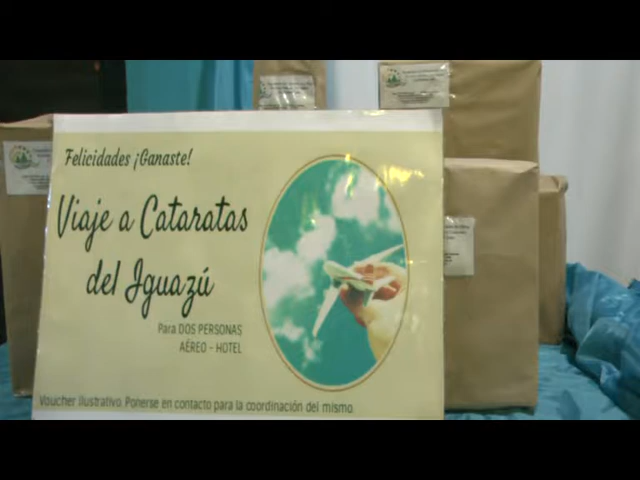 Felicidades ¡Ganaste!
Viaje a Cataratas
del Iguazú
Para DOS PERSONAS
AÉREO - HOTEL
Voucher ilustrativo. Ponerse en contacto para la coordinación del mismo.